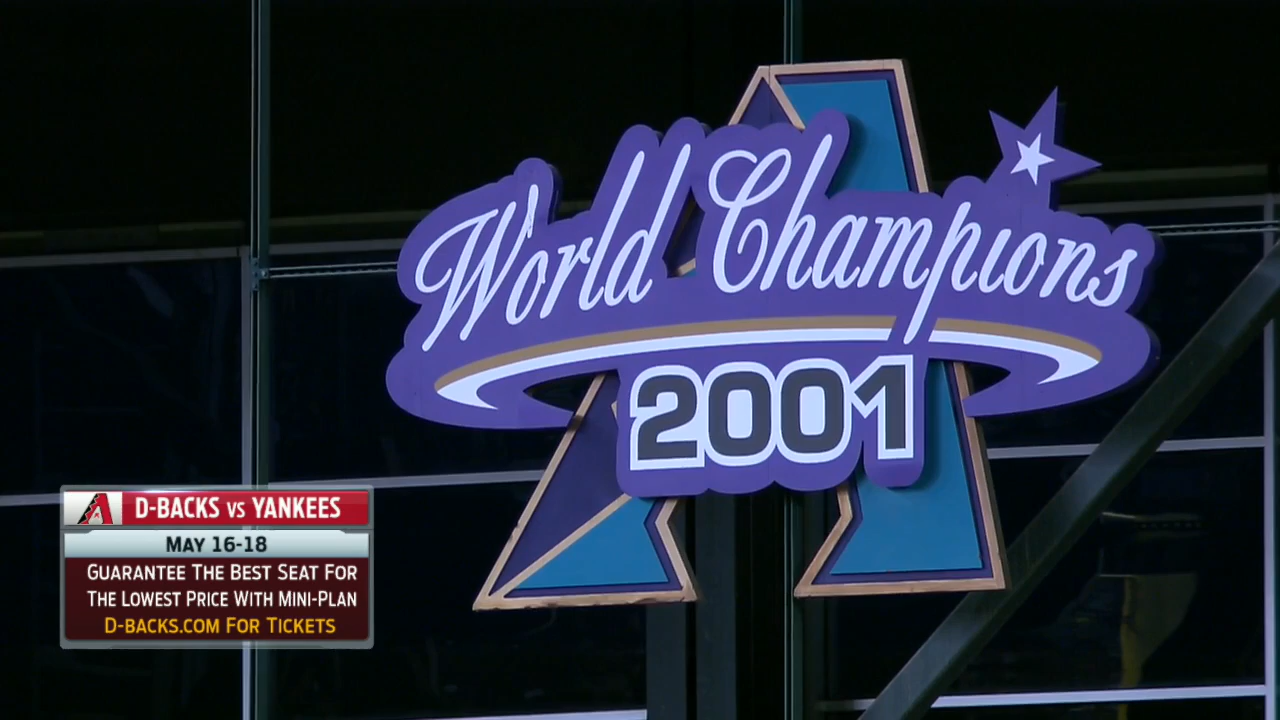 World Champions
2001
D-BACKS VS YANKEES
MAY 16-18
GUARANTEE THE BEST SEAT FOR
THE LOWEST PRICE WITH MINI-PLAN
D-BACKS.COM FOR TICKETS